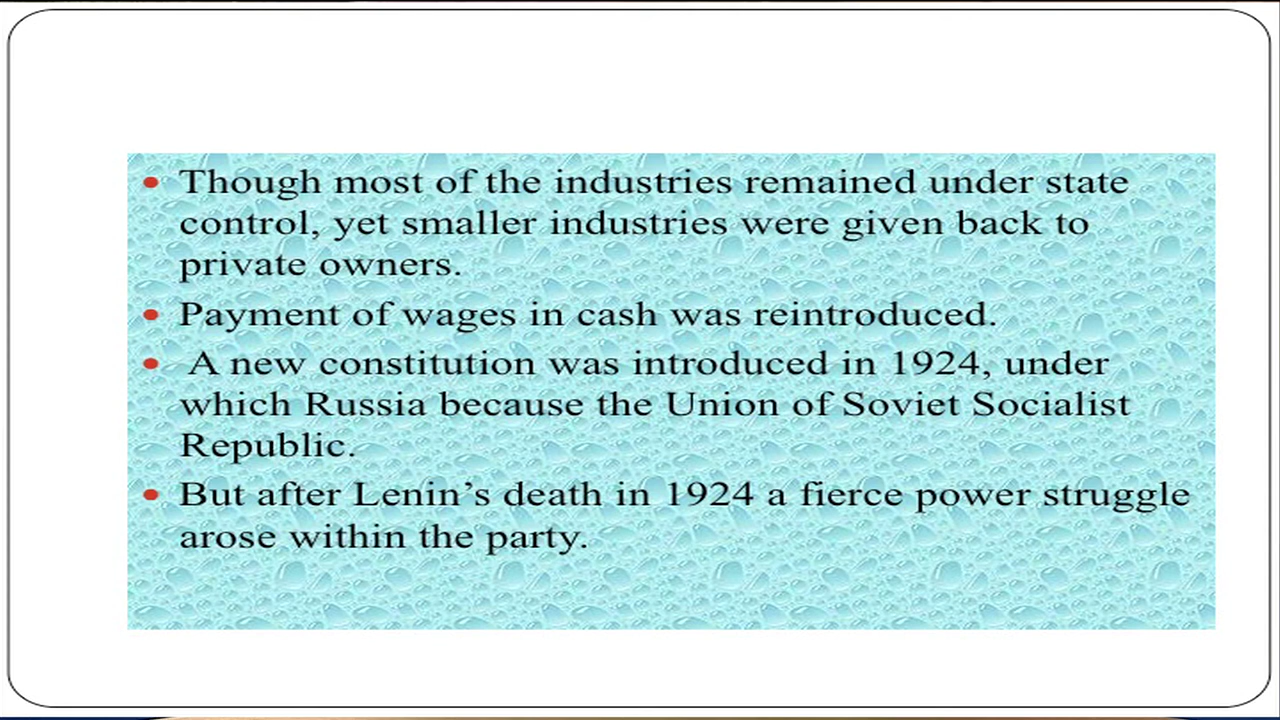 • Though most of the industries remained under state
control, yet smaller industries were given back to
private owners.
• Payment of wages in cash was reintroduced.
• A new constitution was introduced in 1924, under
which Russia because the Union of Soviet Socialist
Republic.
• But after Lenin’s death in 1924 a fierce power struggle
arose within the party.